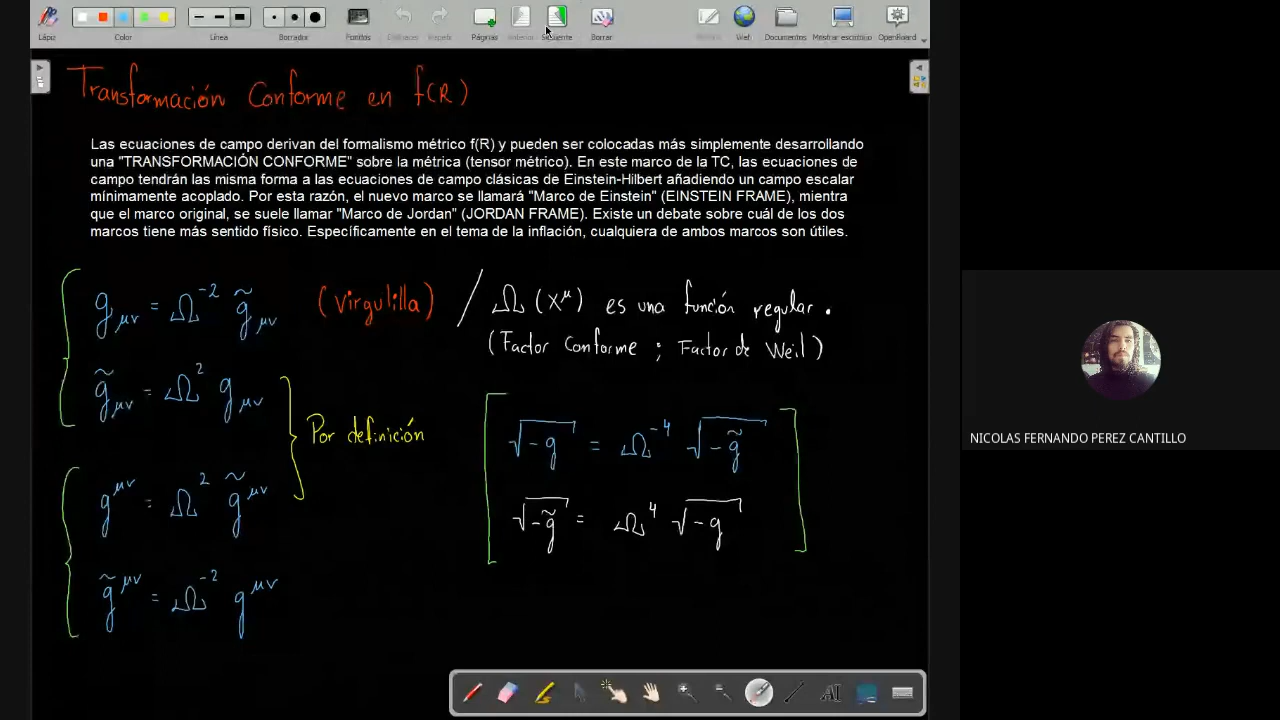 Lápiz Color Línea Borrador Fondos Deshacer Rehacer Páginas Anterior Siguiente Borrar Web Documentos Mostrar escritorio OpenBoard
Transformación Conforme en f(R)
Las ecuaciones de campo derivan del formalismo métrico f(R) y pueden ser colocadas más simplemente desarrollando
una "TRANSFORMACIÓN CONFORME" sobre la métrica (tensor métrico). En este marco de la TC, las ecuaciones de
campo tendrán las misma forma a las ecuaciones de campo clásicas de Einstein-Hilbert añadiendo un campo escalar
mínimamente acoplado. Por esta razón, el nuevo marco se llamará "Marco de Einstein" (EINSTEIN FRAME), mientra
que el marco original, se suele llamar "Marco de Jordan" (JORDAN FRAME). Existe un debate sobre cuál de los dos
marcos tiene más sentido físico. Específicamente en el tema de la inflación, cualquiera de ambos marcos son útiles.
g_μν = Ω^-2 g̃_μν (Virgulilla) / Ω(X^μ) es una función regular.
(Factor Conforme ; Factor de Weil)
g̃_μν = Ω^2 g_μν
Por definición
√-g = Ω^-4 √-g̃
g^μν = Ω^2 g̃^μν
√-g̃ = Ω^4 √-g
g̃^μν = Ω^-2 g^μν
NICOLAS FERNANDO PEREZ CANTILLO